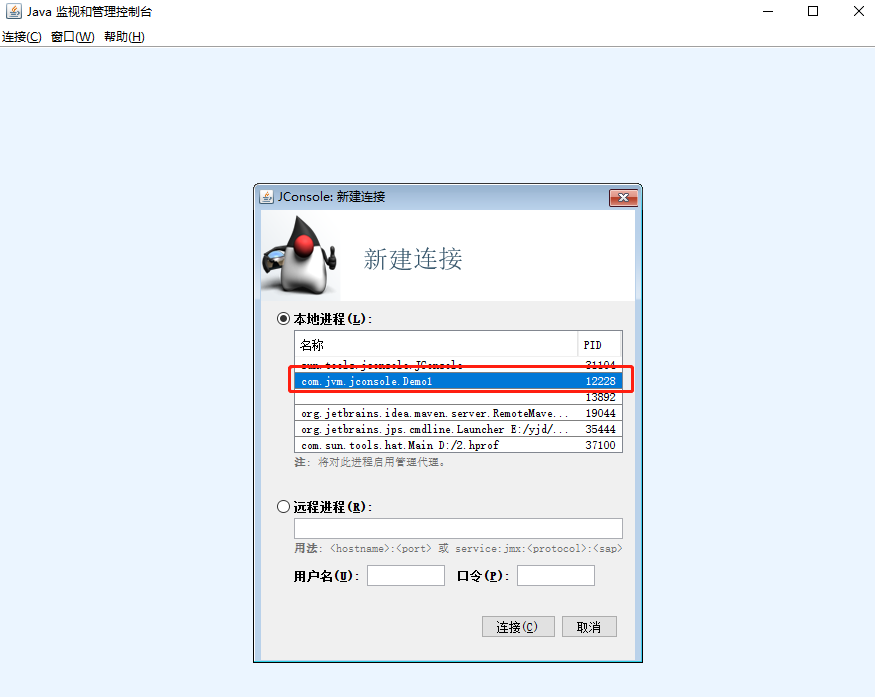 Java 监视和管理控制台
连接(C) 窗口(W) 帮助(H)
JConsole: 新建连接
新建连接
本地进程(L):
名称 PID
sun.tools.jconsole.JConsole 31104
com.jvm.jconsole.Demo1 12228
13892
org.jetbrains.idea.maven.server.RemoteMave... 19044
org.jetbrains.jps.cmdline.Launcher E:/yjd/... 35444
com.sun.tools.hat.Main D:/2.hprof 37100
注: 将对此进程启用管理代理。
远程进程(R):
用法: <hostname>:<port> 或 service:jmx:<protocol>:<sap>
用户名(U): 口令(P):
连接(C) 取消